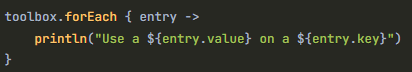 toolbox.forEach { entry ->
    println("Use a ${entry.value} on a ${entry.key}")
}